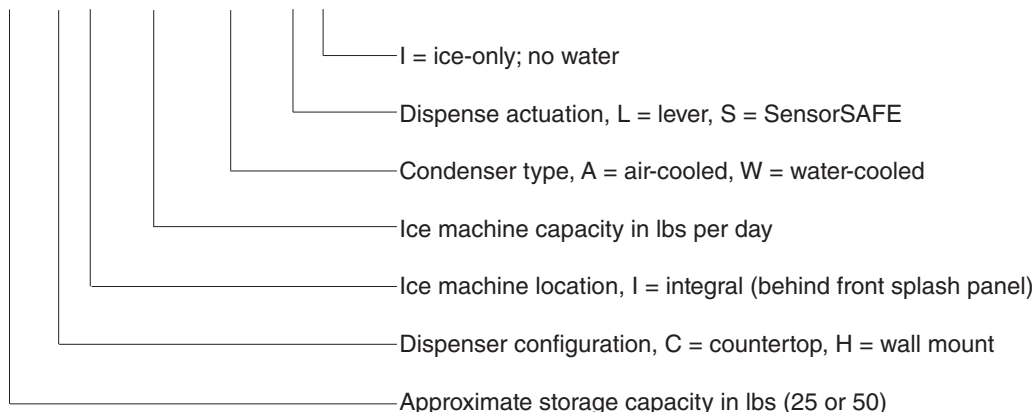 I = ice-only; no water
Dispense actuation, L = lever, S = SensorSAFE
Condenser type, A = air-cooled, W = water-cooled
Ice machine capacity in lbs per day
Ice machine location, I = integral (behind front splash panel)
Dispenser configuration, C = countertop, H = wall mount
Approximate storage capacity in lbs (25 or 50)